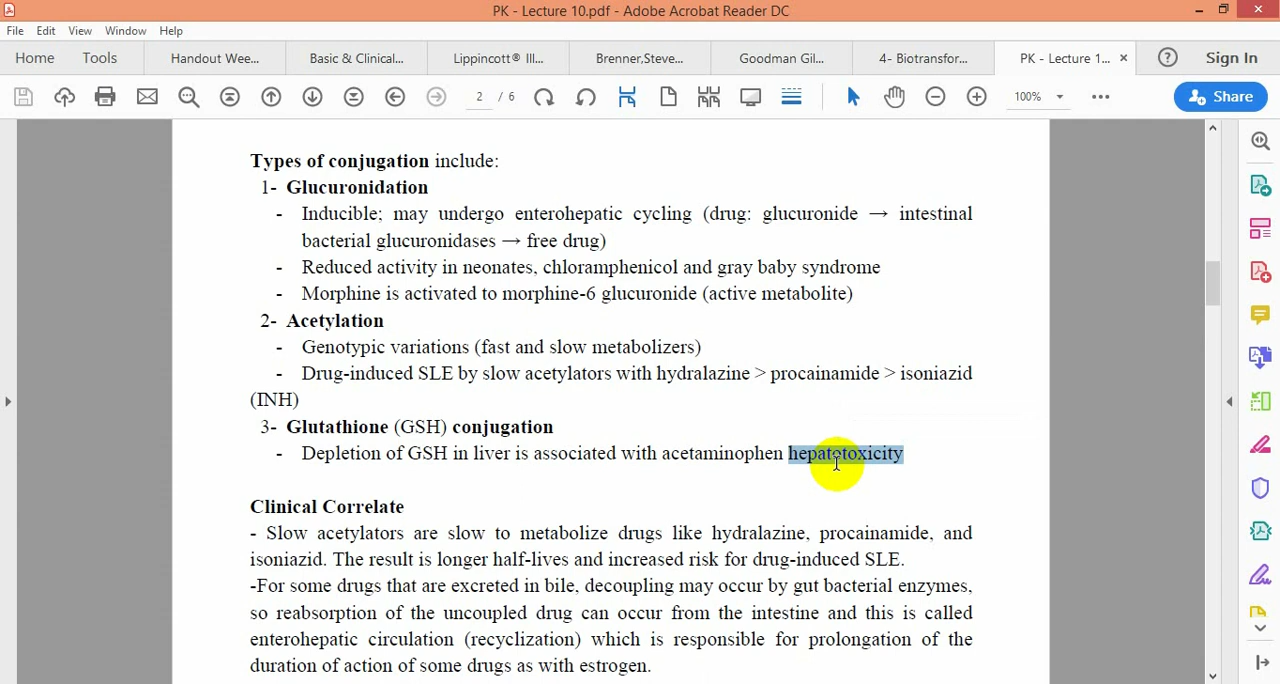 PK - Lecture 10.pdf - Adobe Acrobat Reader DC
File Edit View Window Help
Home Tools Handout Wee... Basic & Clinical... Lippincott® Ill... Brenner,Steve... Goodman Gil... 4- Biotransfor... PK - Lecture 1... Sign In
2 / 6 100% Share
Types of conjugation include:
1- Glucuronidation
- Inducible; may undergo enterohepatic cycling (drug: glucuronide → intestinal
bacterial glucuronidases → free drug)
- Reduced activity in neonates, chloramphenicol and gray baby syndrome
- Morphine is activated to morphine-6 glucuronide (active metabolite)
2- Acetylation
- Genotypic variations (fast and slow metabolizers)
- Drug-induced SLE by slow acetylators with hydralazine > procainamide > isoniazid
(INH)
3- Glutathione (GSH) conjugation
- Depletion of GSH in liver is associated with acetaminophen hepatotoxicity
Clinical Correlate
- Slow acetylators are slow to metabolize drugs like hydralazine, procainamide, and
isoniazid. The result is longer half-lives and increased risk for drug-induced SLE.
-For some drugs that are excreted in bile, decoupling may occur by gut bacterial enzymes,
so reabsorption of the uncoupled drug can occur from the intestine and this is called
enterohepatic circulation (recyclization) which is responsible for prolongation of the
duration of action of some drugs as with estrogen.